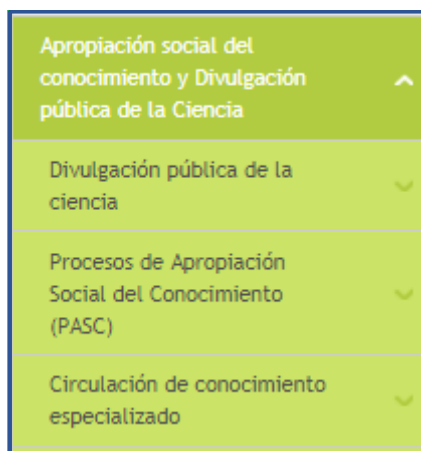 Apropiación social del
conocimiento y Divulgación
pública de la Ciencia
Divulgación pública de la
ciencia
Procesos de Apropiación
Social del Conocimiento
(PASC)
Circulación de conocimiento
especializado